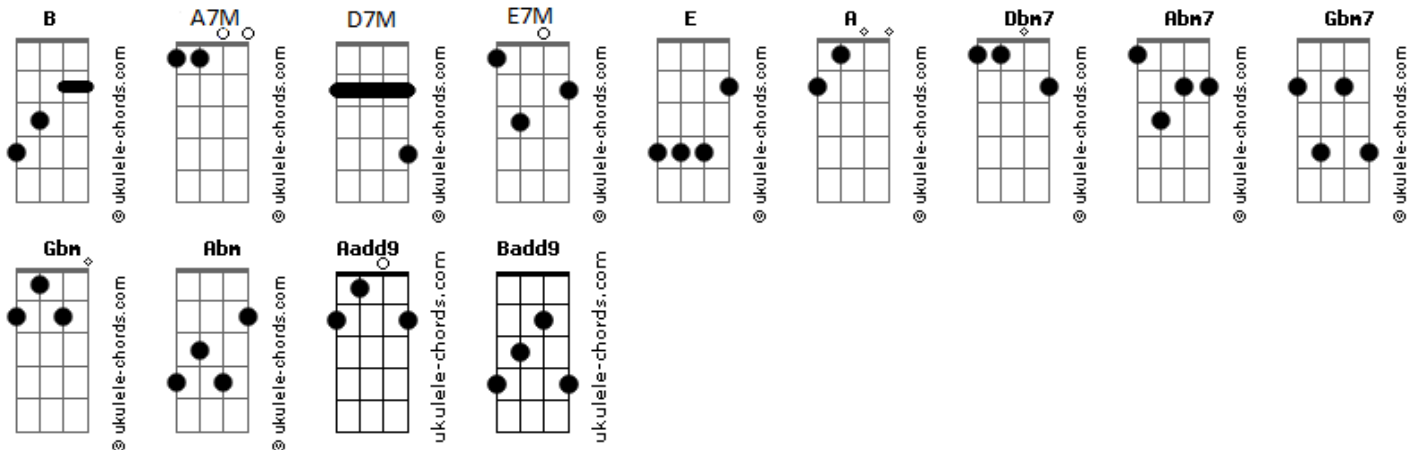 B A7M D7M E7M E A Dbm7 Abm7 Gbm7
@ ukulele-chords.com @ ukulele-chords.com @ ukulele-chords.com @ ukulele-chords.com @ ukulele-chords.com @ ukulele-chords.com @ ukulele-chords.com @ ukulele-chords.com @ ukulele-chords.com
Gbm Abm Aadd9 Badd9
@ ukulele-chords.com @ ukulele-chords.com ukulele-chords.com ukulele-chords.com